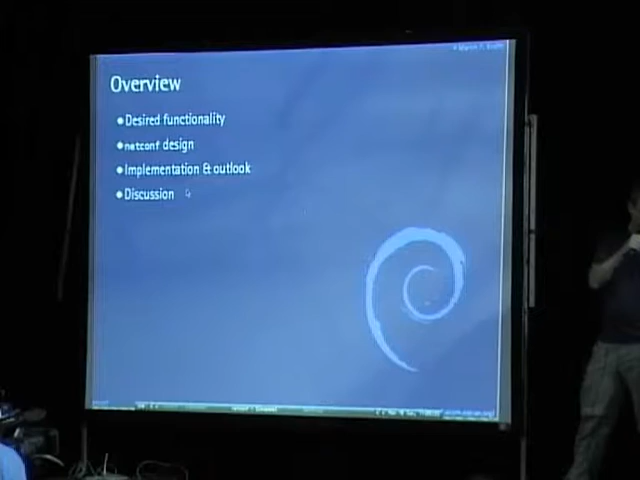 Overview
Desired functionality
netconf design
Implementation & outlook
Discussion